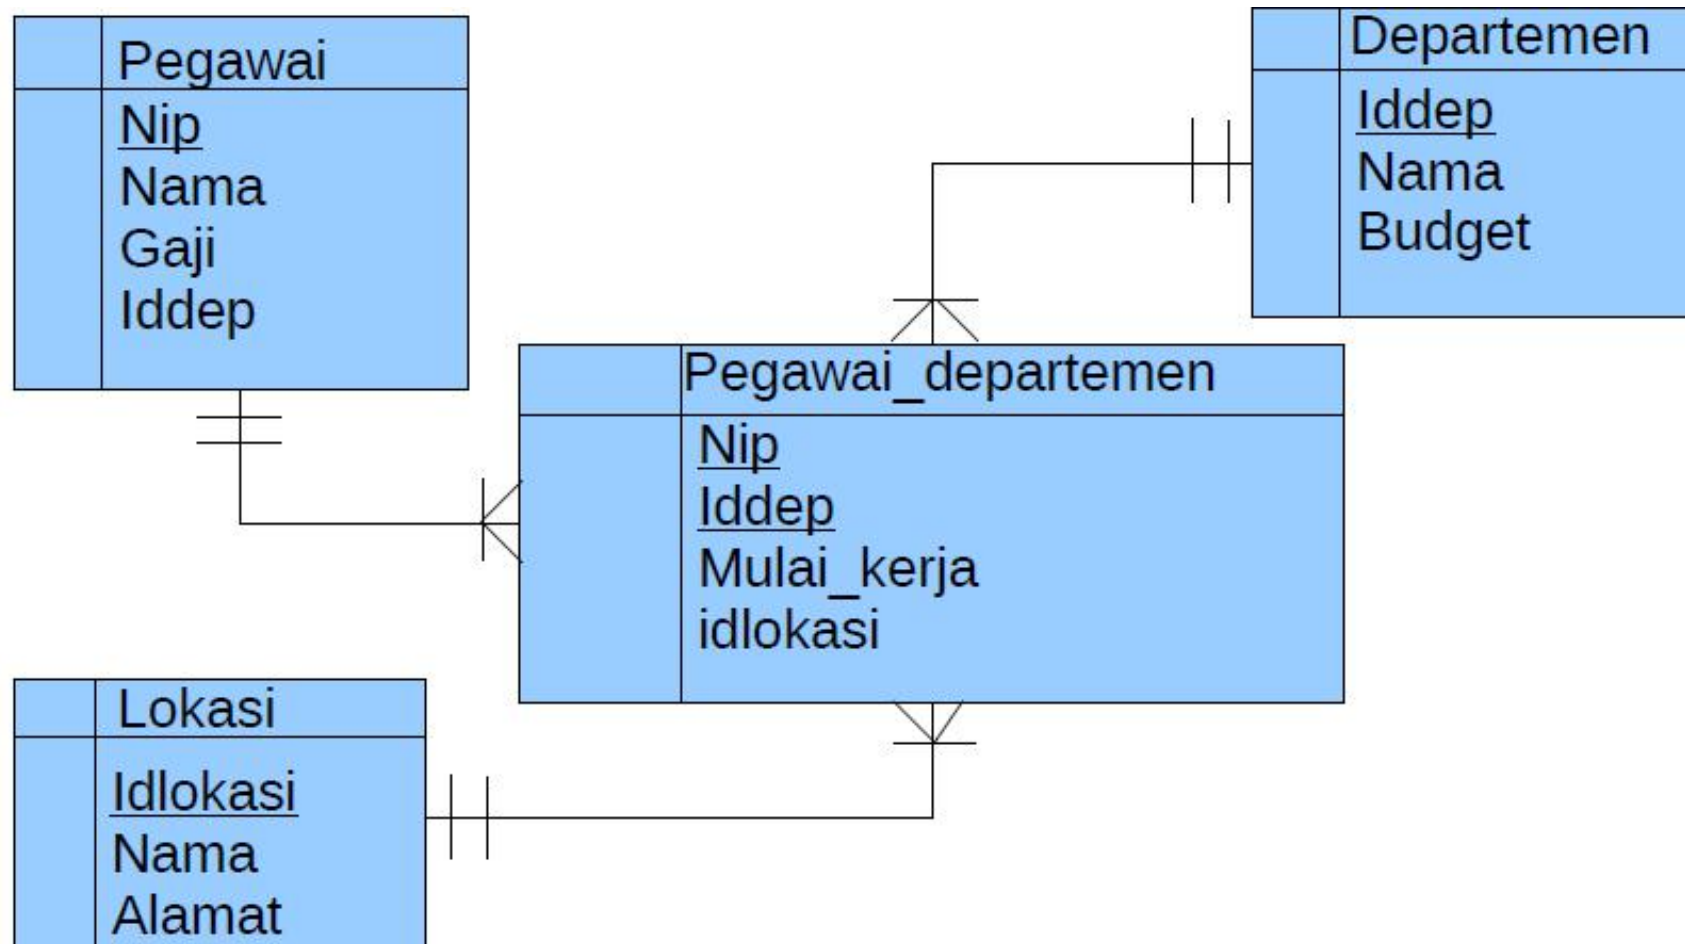 Pegawai
Nip
Nama
Gaji
Iddep
Departemen
Iddep
Nama
Budget
Pegawai_departemen
Nip
Iddep
Mulai_kerja
idlokasi
Lokasi
Idlokasi
Nama
Alamat